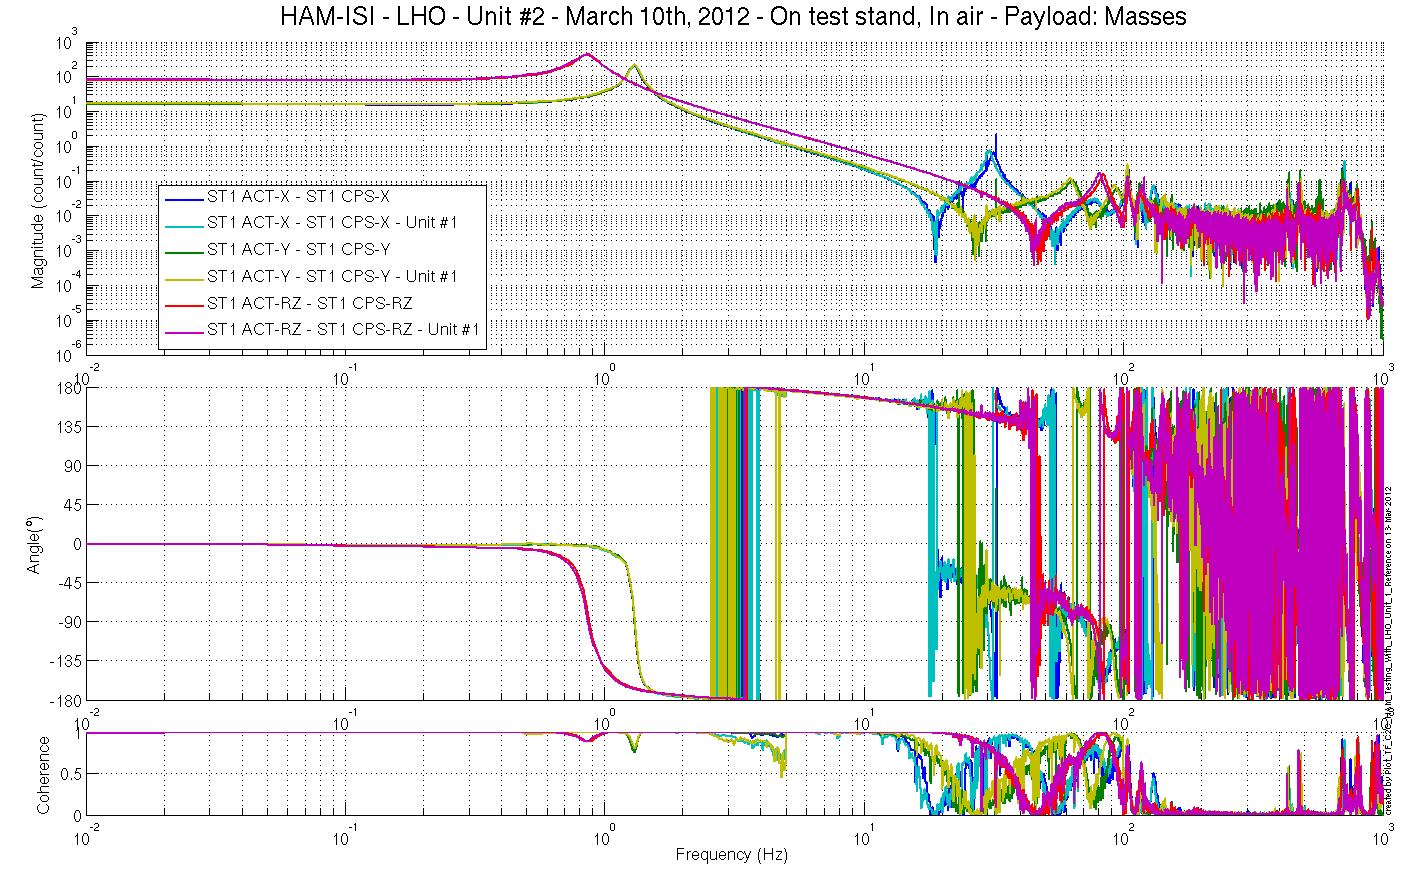 HAM-ISI - LHO - Unit #2 - March 10th, 2012 - On test stand, In air - Payload: Masses
10^3
10^2
10^1
10^0
10^-1
10^-2
10^-3
10^-4
10^-5
10^-6
Magnitude (count/count)
ST1 ACT-X - ST1 CPS-X
ST1 ACT-X - ST1 CPS-X - Unit #1
ST1 ACT-Y - ST1 CPS-Y
ST1 ACT-Y - ST1 CPS-Y - Unit #1
ST1 ACT-RZ - ST1 CPS-RZ
ST1 ACT-RZ - ST1 CPS-RZ - Unit #1
10^-2 10^-1 10^0 10^1 10^2 10^3
180
135
90
45
0
-45
-90
-135
-180
Angle(°)
10^-2 10^-1 10^0 10^1 10^2
1
0.5
0
Coherence
10^-2 10^-1 10^0 10^1 10^2 10^3
Frequency (Hz)